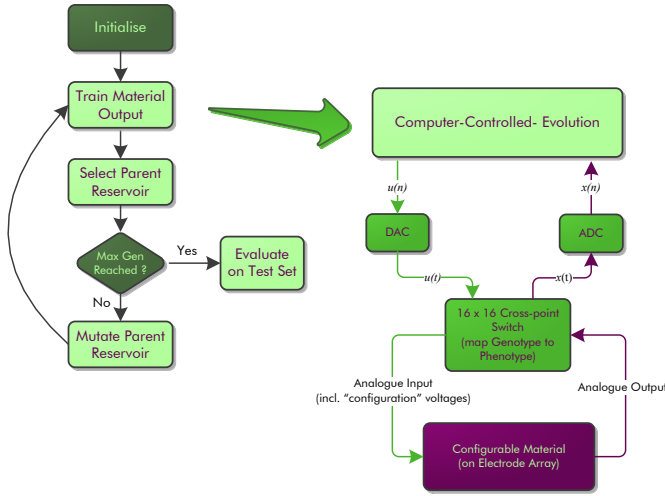 Initialise
Train Material
Output
Select Parent
Reservoir
Max Gen
Reached ?
Yes
Evaluate
on Test Set
No
Mutate Parent
Reservoir
Computer-Controlled- Evolution
u(n)
x(n)
DAC
ADC
u(t)
x(t)
16 x 16 Cross-point
Switch
(map Genotype to
Phenotype)
Analogue Input
(incl. “configuration” voltages)
Analogue Output
Configurable Material
(on Electrode Array)